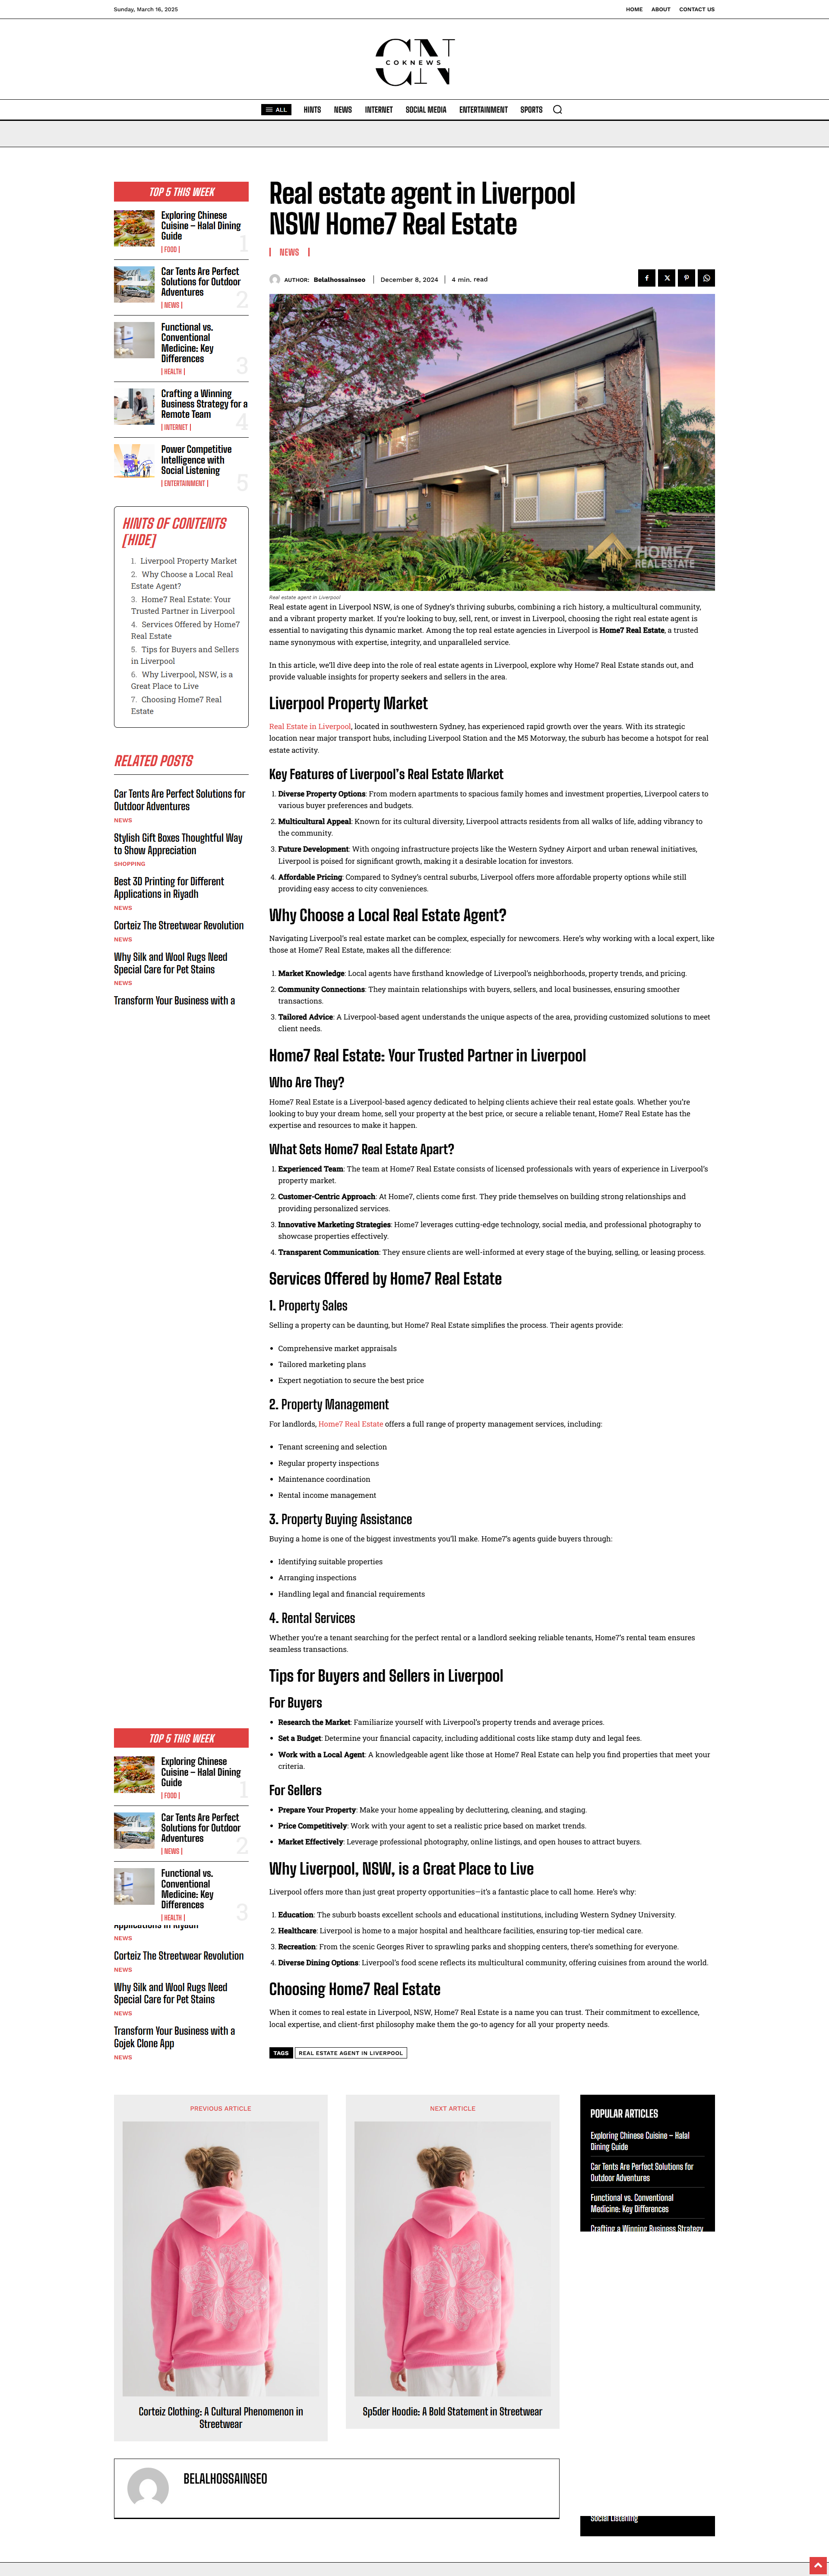 Sunday, March 16, 2025
HOME
ABOUT
CONTACT US
CN
COKNEWS
ALL
HINTS
NEWS
INTERNET
SOCIAL MEDIA
ENTERTAINMENT
SPORTS
TOP 5 THIS WEEK
Exploring Chinese
Cuisine – Halal Dining
Guide
FOOD
1
Car Tents Are Perfect
Solutions for Outdoor
Adventures
NEWS
2
Functional vs.
Conventional
Medicine: Key
Differences
HEALTH
3
Crafting a Winning
Business Strategy for a
Remote Team
INTERNET
4
Power Competitive
Intelligence with
Social Listening
ENTERTAINMENT
5
HINTS OF CONTENTS
[HIDE]
1. Liverpool Property Market
2. Why Choose a Local Real
Estate Agent?
3. Home7 Real Estate: Your
Trusted Partner in Liverpool
4. Services Offered by Home7
Real Estate
5. Tips for Buyers and Sellers
in Liverpool
6. Why Liverpool, NSW, is a
Great Place to Live
7. Choosing Home7 Real
Estate
RELATED POSTS
Car Tents Are Perfect Solutions for
Outdoor Adventures
NEWS
Stylish Gift Boxes Thoughtful Way
to Show Appreciation
SHOPPING
Best 3D Printing for Different
Applications in Riyadh
NEWS
Corteiz The Streetwear Revolution
NEWS
Why Silk and Wool Rugs Need
Special Care for Pet Stains
NEWS
Transform Your Business with a
Real estate agent in Liverpool
NSW Home7 Real Estate
NEWS
AUTHOR: Belalhossainseo
December 8, 2024
4 min. read
HOME7
REAL ESTATE
Real estate agent in Liverpool
Real estate agent in Liverpool NSW, is one of Sydney's thriving suburbs, combining a rich history, a multicultural community,
and a vibrant property market. If you're looking to buy, sell, rent, or invest in Liverpool, choosing the right real estate agent is
essential to navigating this dynamic market. Among the top real estate agencies in Liverpool is Home7 Real Estate, a trusted
name synonymous with expertise, integrity, and unparalleled service.
In this article, we'll dive deep into the role of real estate agents in Liverpool, explore why Home7 Real Estate stands out, and
provide valuable insights for property seekers and sellers in the area.
Liverpool Property Market
Real Estate in Liverpool, located in southwestern Sydney, has experienced rapid growth over the years. With its strategic
location near major transport hubs, including Liverpool Station and the M5 Motorway, the suburb has become a hotspot for real
estate activity.
Key Features of Liverpool's Real Estate Market
1. Diverse Property Options: From modern apartments to spacious family homes and investment properties, Liverpool caters to
various buyer preferences and budgets.
2. Multicultural Appeal: Known for its cultural diversity, Liverpool attracts residents from all walks of life, adding vibrancy to
the community.
3. Future Development: With ongoing infrastructure projects like the Western Sydney Airport and urban renewal initiatives,
Liverpool is poised for significant growth, making it a desirable location for investors.
4. Affordable Pricing: Compared to Sydney's central suburbs, Liverpool offers more affordable property options while still
providing easy access to city conveniences.
Why Choose a Local Real Estate Agent?
Navigating Liverpool's real estate market can be complex, especially for newcomers. Here's why working with a local expert, like
those at Home7 Real Estate, makes all the difference:
1. Market Knowledge: Local agents have firsthand knowledge of Liverpool's neighborhoods, property trends, and pricing.
2. Community Connections: They maintain relationships with buyers, sellers, and local businesses, ensuring smoother
transactions.
3. Tailored Advice: A Liverpool-based agent understands the unique aspects of the area, providing customized solutions to meet
client needs.
Home7 Real Estate: Your Trusted Partner in Liverpool
Who Are They?
Home7 Real Estate is a Liverpool-based agency dedicated to helping clients achieve their real estate goals. Whether you're
looking to buy your dream home, sell your property at the best price, or secure a reliable tenant, Home7 Real Estate has the
expertise and resources to make it happen.
What Sets Home7 Real Estate Apart?
1. Experienced Team: The team at Home7 Real Estate consists of licensed professionals with years of experience in Liverpool's
property market.
2. Customer-Centric Approach: At Home7, clients come first. They pride themselves on building strong relationships and
providing personalized services.
3. Innovative Marketing Strategies: Home7 leverages cutting-edge technology, social media, and professional photography to
showcase properties effectively.
4. Transparent Communication: They ensure clients are well-informed at every stage of the buying, selling, or leasing process.
Services Offered by Home7 Real Estate
1. Property Sales
Selling a property can be daunting, but Home7 Real Estate simplifies the process. Their agents provide:
• Comprehensive market appraisals
• Tailored marketing plans
• Expert negotiation to secure the best price
2. Property Management
For landlords, Home7 Real Estate offers a full range of property management services, including:
• Tenant screening and selection
• Regular property inspections
• Maintenance coordination
• Rental income management
3. Property Buying Assistance
Buying a home is one of the biggest investments you'll make. Home7's agents guide buyers through:
• Identifying suitable properties
• Arranging inspections
• Handling legal and financial requirements
4. Rental Services
Whether you're a tenant searching for the perfect rental or a landlord seeking reliable tenants, Home7's rental team ensures
seamless transactions.
Tips for Buyers and Sellers in Liverpool
For Buyers
• Research the Market: Familiarize yourself with Liverpool's property trends and average prices.
• Set a Budget: Determine your financial capacity, including additional costs like stamp duty and legal fees.
• Work with a Local Agent: A knowledgeable agent like those at Home7 Real Estate can help you find properties that meet your
criteria.
For Sellers
• Prepare Your Property: Make your home appealing by decluttering, cleaning, and staging.
• Price Competitively: Work with your agent to set a realistic price based on market trends.
• Market Effectively: Leverage professional photography, online listings, and open houses to attract buyers.
Why Liverpool, NSW, is a Great Place to Live
Liverpool offers more than just great property opportunities—it's a fantastic place to call home. Here's why:
1. Education: The suburb boasts excellent schools and educational institutions, including Western Sydney University.
2. Healthcare: Liverpool is home to a major hospital and healthcare facilities, ensuring top-tier medical care.
3. Recreation: From the scenic Georges River to sprawling parks and shopping centers, there's something for everyone.
4. Diverse Dining Options: Liverpool's food scene reflects its multicultural community, offering cuisines from around the world.
Choosing Home7 Real Estate
When it comes to real estate in Liverpool, NSW, Home7 Real Estate is a name you can trust. Their commitment to excellence,
local expertise, and client-first philosophy make them the go-to agency for all your property needs.
TAGS
REAL ESTATE AGENT IN LIVERPOOL
TOP 5 THIS WEEK
Exploring Chinese
Cuisine – Halal Dining
Guide
FOOD
1
Car Tents Are Perfect
Solutions for Outdoor
Adventures
NEWS
2
Functional vs.
Conventional
Medicine: Key
Differences
HEALTH
3
Applications in Riyadh
NEWS
Corteiz The Streetwear Revolution
NEWS
Why Silk and Wool Rugs Need
Special Care for Pet Stains
NEWS
Transform Your Business with a
Gojek Clone App
NEWS
PREVIOUS ARTICLE
Corteiz Clothing: A Cultural Phenomenon in
Streetwear
NEXT ARTICLE
Sp5der Hoodie: A Bold Statement in Streetwear
POPULAR ARTICLES
Exploring Chinese Cuisine – Halal
Dining Guide
Car Tents Are Perfect Solutions for
Outdoor Adventures
Functional vs. Conventional
Medicine: Key Differences
Crafting a Winning Business Strategy
Social Listening
BELALHOSSAINSEO